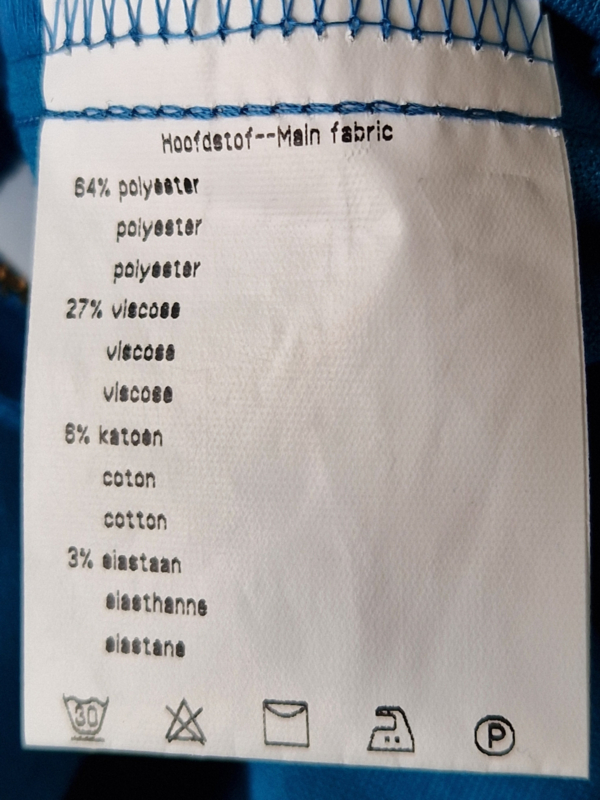 Hoofdstof--Main fabric
64% polyester
polyester
polyester
27% viscose
viscose
viscose
6% katoen
coton
cotton
3% elastaan
elasthanne
elastane
30
P